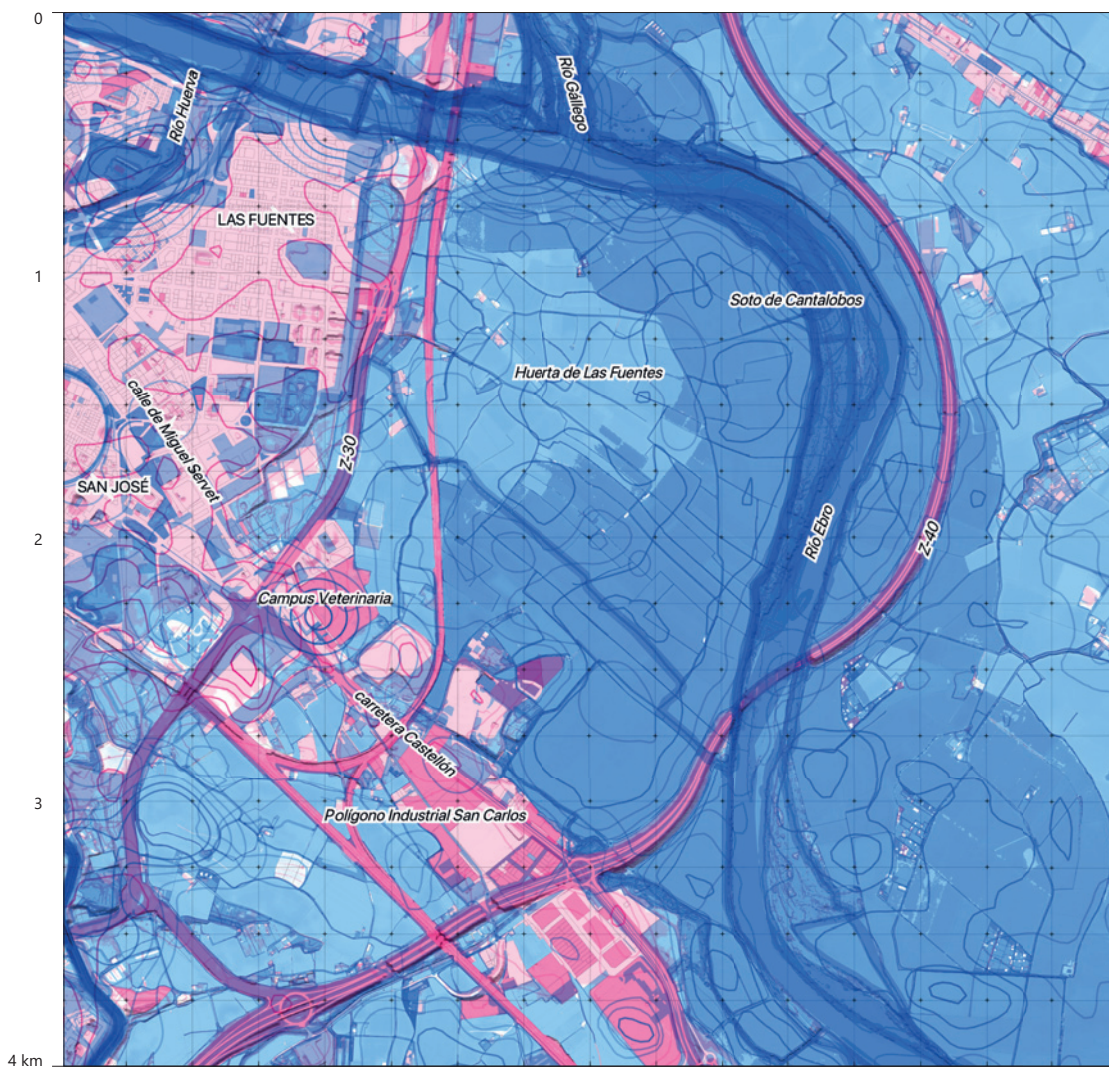 0
Río Huerva
Río Gállego
LAS FUENTES
1
Soto de Cantalobos
Huerta de Las Fuentes
calle de Miguel Servet
Z-30
SAN JOSÉ
2
Río Ebro
Z-40
Campus Veterinaria
carretera Castellón
3
Polígono Industrial San Carlos
4 km